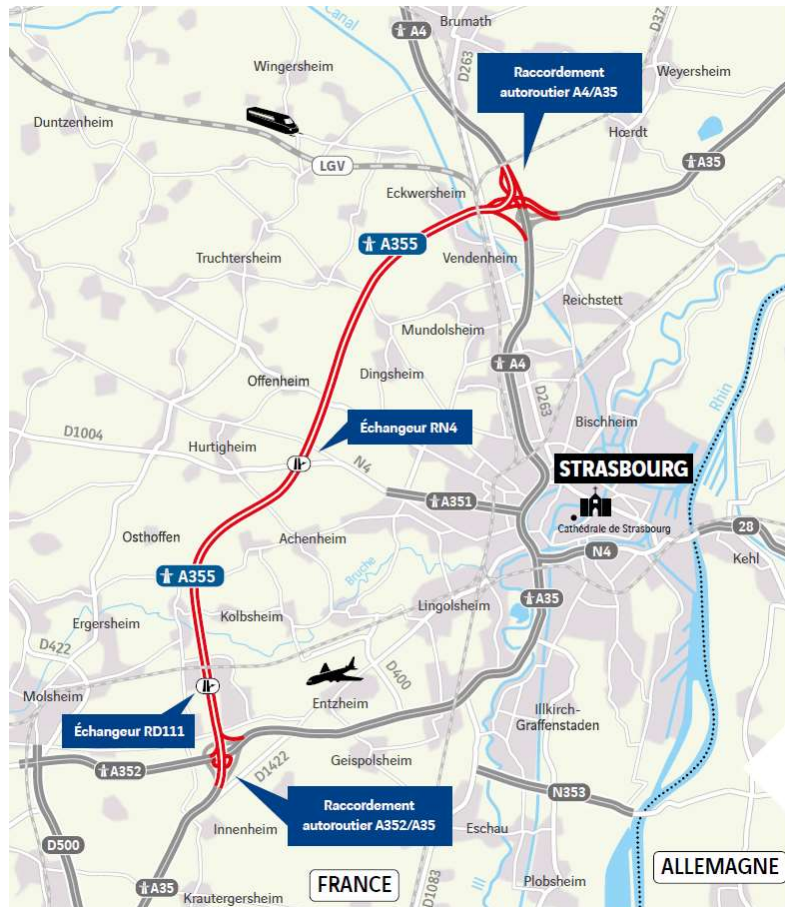 Canal
A4
Brumath
D263
D37
Wingersheim
Raccordement
autoroutier A4/A35
Weyersheim
Duntzenheim
Hœrdt
A35
LGV
Eckwersheim
A355
Truchtersheim
Vendenheim
Reichstett
Mundolsheim
A4
Dingsheim
Offenheim
D263
Rhin
Bischheim
Échangeur RN4
D1004
Hurtigheim
N4
STRASBOURG
A351
Cathédrale de Strasbourg
28
Osthoffen
Achenheim
N4
Kehl
Bruche
A355
A35
Lingolsheim
Kolbsheim
Ergersheim
D422
D400
Molsheim
Entzheim
Illkirch-
Graffenstaden
Échangeur RD111
A352
D1422
Geispolsheim
N353
Raccordement
autoroutier A352/A35
Innenheim
Eschau
D500
Ill
A35
FRANCE
D1083
Plobsheim
ALLEMAGNE
Krautergersheim